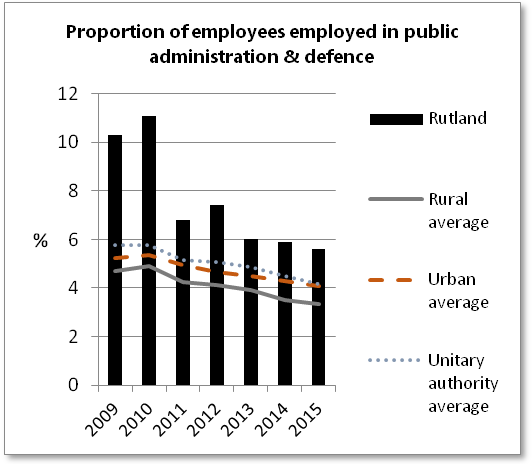 Proportion of employees employed in public
administration & defence
12
10
8
6
4
2
0
%
2009
2010
2011
2012
2013
2014
2015
Rutland
Rural
average
Urban
average
Unitary
authority
average